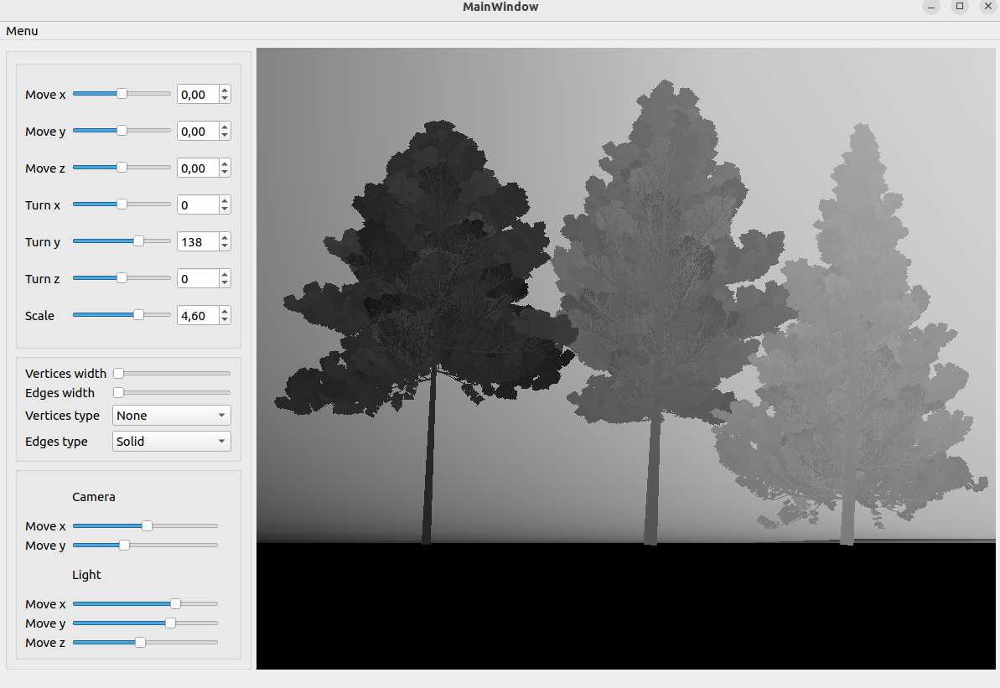 MainWindow
Menu
Move x 0,00
Move y 0,00
Move z 0,00
Turn x 0
Turn y 138
Turn z 0
Scale 4,60
Vertices width
Edges width
Vertices type None
Edges type Solid
Camera
Move x
Move y
Light
Move x
Move y
Move z